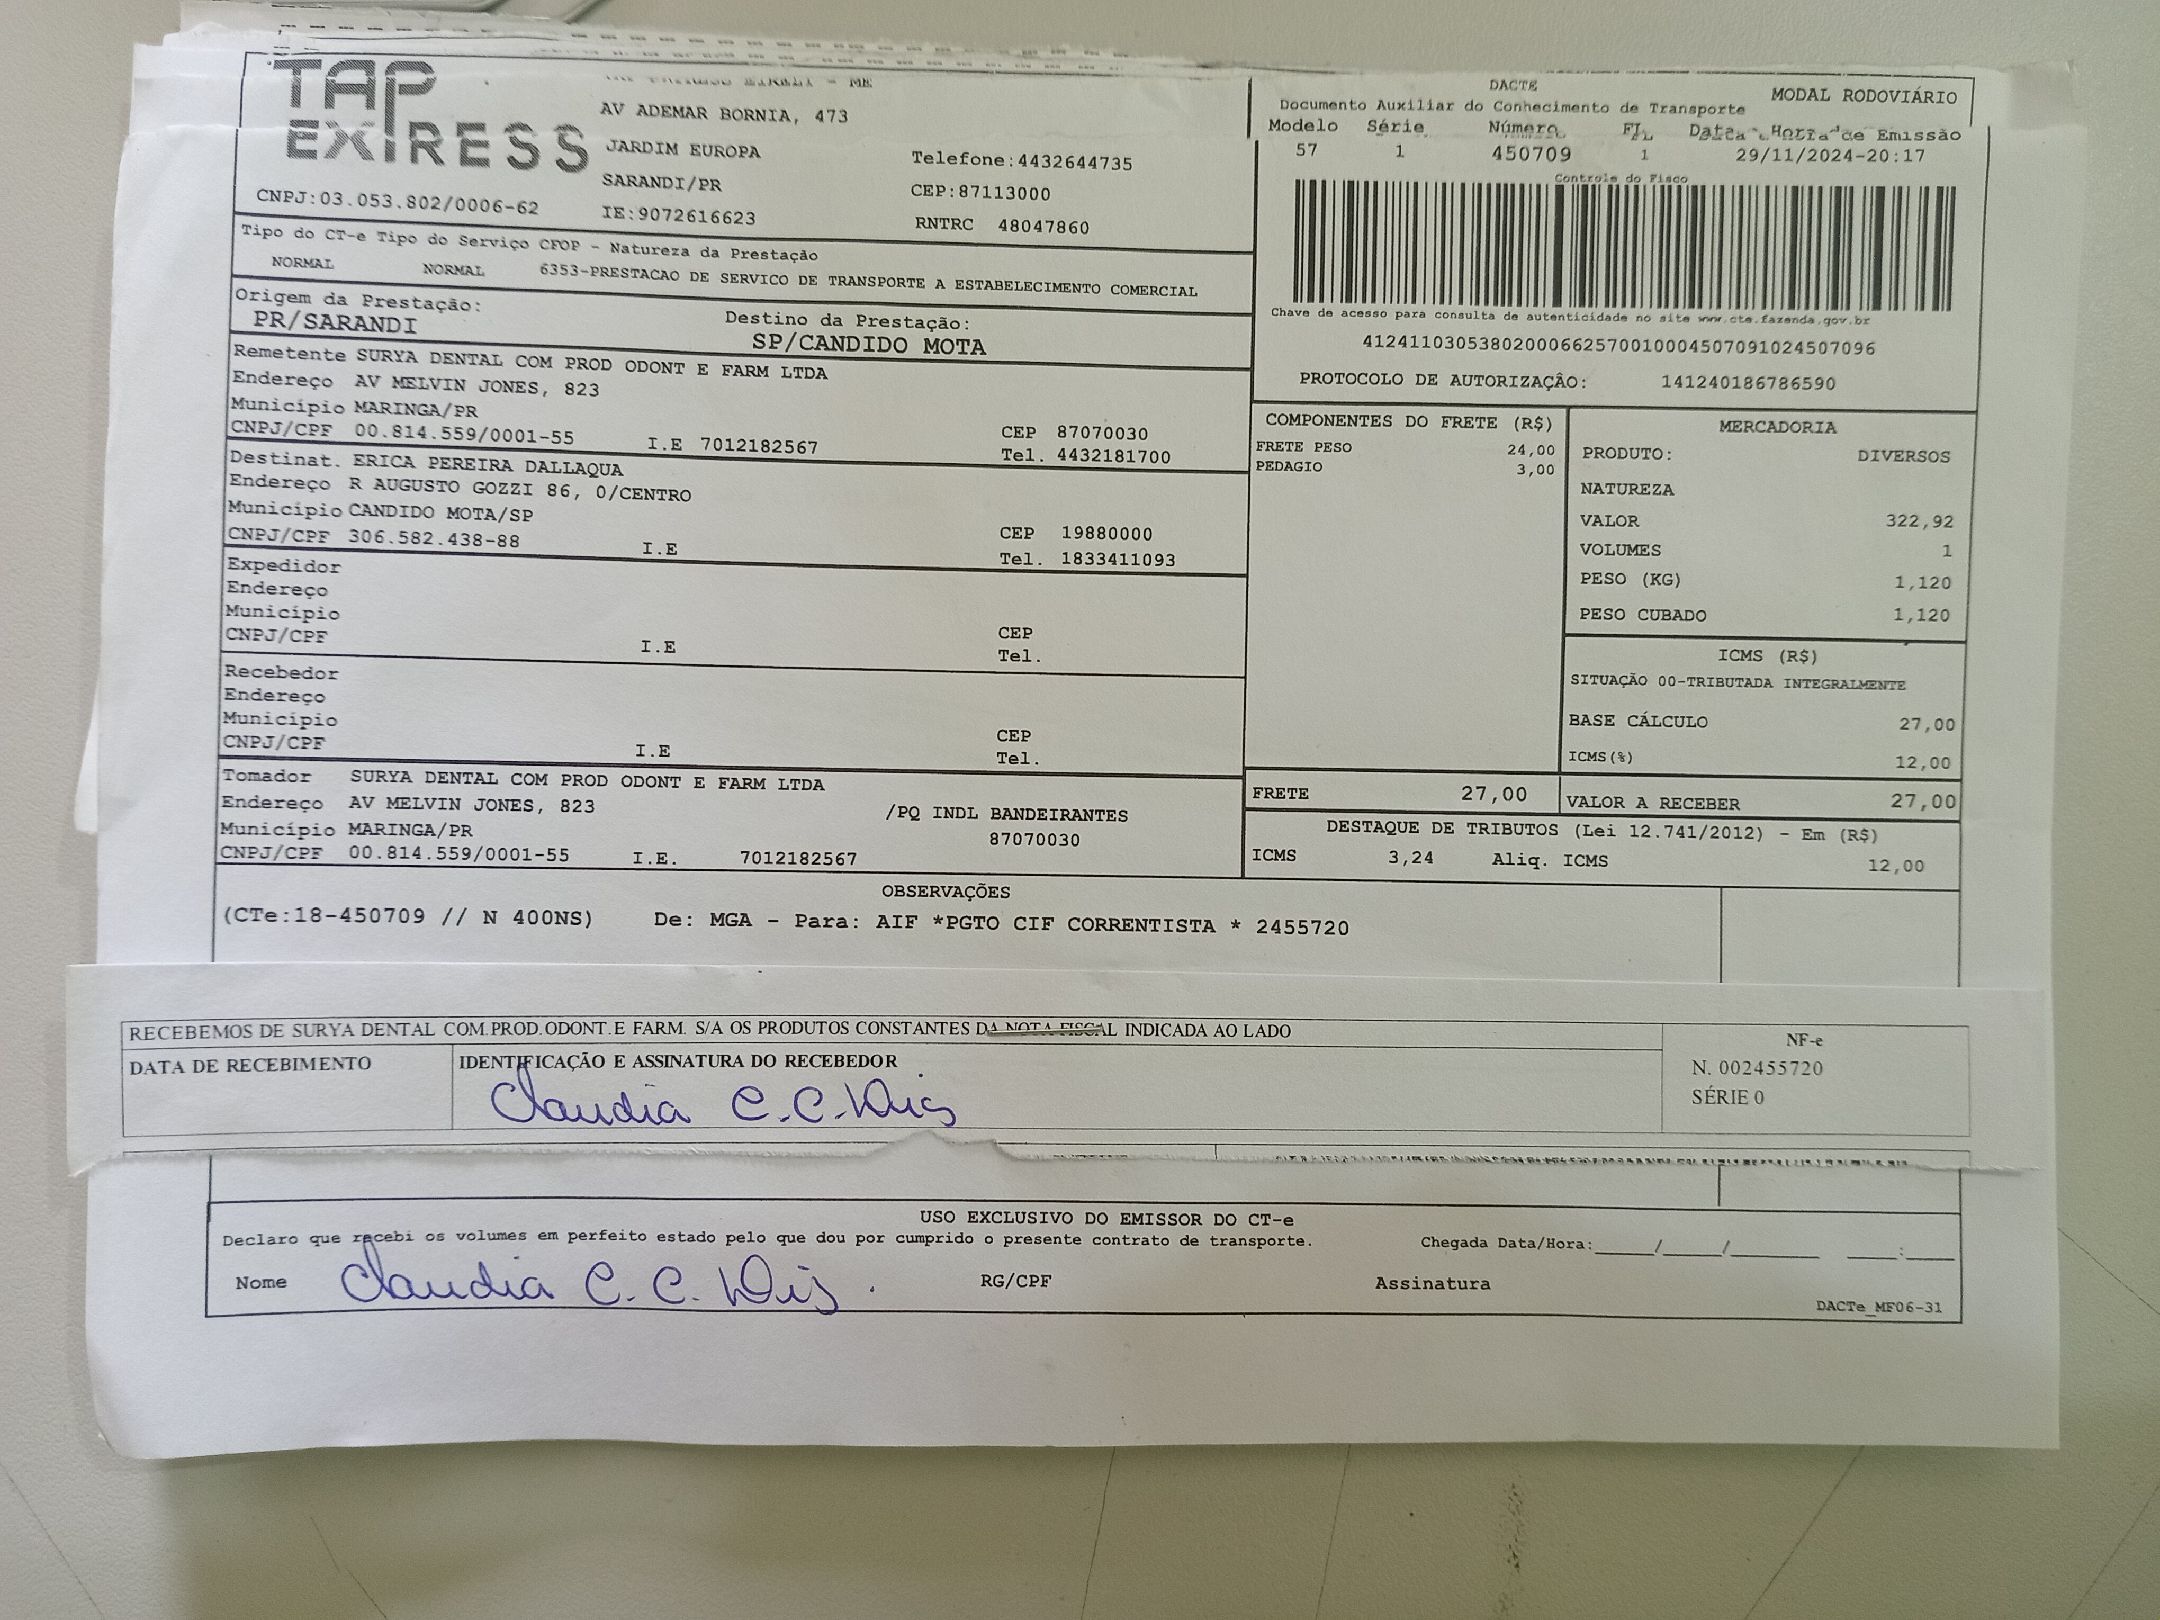 TAP
EXPRESS
AV ADEMAR BORNIA, 473
JARDIM EUROPA
SARANDI/PR
IE:9072616623
Telefone:4432644735
CEP:87113000
RNTRC 48047860
CNPJ:03.053.802/0006-62
DACTE
Documento Auxiliar do Conhecimento de Transporte
MODAL RODOVIÁRIO
Modelo Série Número FL Data e Hora de Emissão
57 1 450709 1 29/11/2024-20:17
Controle do Fisco
Chave de acesso para consulta de autenticidade no site www.cte.fazenda.gov.br
41241103053802000662570010004507091024507096
PROTOCOLO DE AUTORIZAÇÂO: 141240186786590
Tipo do CT-e Tipo do Serviço CFOP - Natureza da Prestação
NORMAL NORMAL 6353-PRESTACAO DE SERVICO DE TRANSPORTE A ESTABELECIMENTO COMERCIAL
Origem da Prestação: Destino da Prestação:
PR/SARANDI SP/CANDIDO MOTA
Remetente SURYA DENTAL COM PROD ODONT E FARM LTDA
Endereço AV MELVIN JONES, 823
Município MARINGA/PR CEP 87070030
CNPJ/CPF 00.814.559/0001-55 I.E 7012182567 Tel. 4432181700
Destinat. ERICA PEREIRA DALLAQUA
Endereço R AUGUSTO GOZZI 86, 0/CENTRO
Município CANDIDO MOTA/SP CEP 19880000
CNPJ/CPF 306.582.438-88 I.E Tel. 1833411093
Expedidor
Endereço
Município CEP
CNPJ/CPF I.E Tel.
Recebedor
Endereço
Município CEP
CNPJ/CPF I.E Tel.
Tomador SURYA DENTAL COM PROD ODONT E FARM LTDA
Endereço AV MELVIN JONES, 823 /PQ INDL BANDEIRANTES
Município MARINGA/PR 87070030
CNPJ/CPF 00.814.559/0001-55 I.E. 7012182567
COMPONENTES DO FRETE (R$)
FRETE PESO 24,00
PEDAGIO 3,00
MERCADORIA
PRODUTO: DIVERSOS
NATUREZA
VALOR 322,92
VOLUMES 1
PESO (KG) 1,120
PESO CUBADO 1,120
ICMS (R$)
SITUAÇÃO 00-TRIBUTADA INTEGRALMENTE
BASE CÁLCULO 27,00
ICMS(%) 12,00
FRETE 27,00 VALOR A RECEBER 27,00
DESTAQUE DE TRIBUTOS (Lei 12.741/2012) - Em (R$)
ICMS 3,24 Aliq. ICMS 12,00
OBSERVAÇÕES
(CTe:18-450709 // N 400NS) De: MGA - Para: AIF *PGTO CIF CORRENTISTA * 2455720
RECEBEMOS DE SURYA DENTAL COM.PROD.ODONT.E FARM. S/A OS PRODUTOS CONSTANTES DA NOTA FISCAL INDICADA AO LADO
DATA DE RECEBIMENTO IDENTIFICAÇÃO E ASSINATURA DO RECEBEDOR
Claudia C.C.
NF-e
N. 002455720
SÉRIE 0
USO EXCLUSIVO DO EMISSOR DO CT-e
Declaro que recebi os volumes em perfeito estado pelo que dou por cumprido o presente contrato de transporte. Chegada Data/Hora:_____/_____/_______ ____:____
Nome Claudia C. C. RG/CPF Assinatura
DACTe_MF06-31